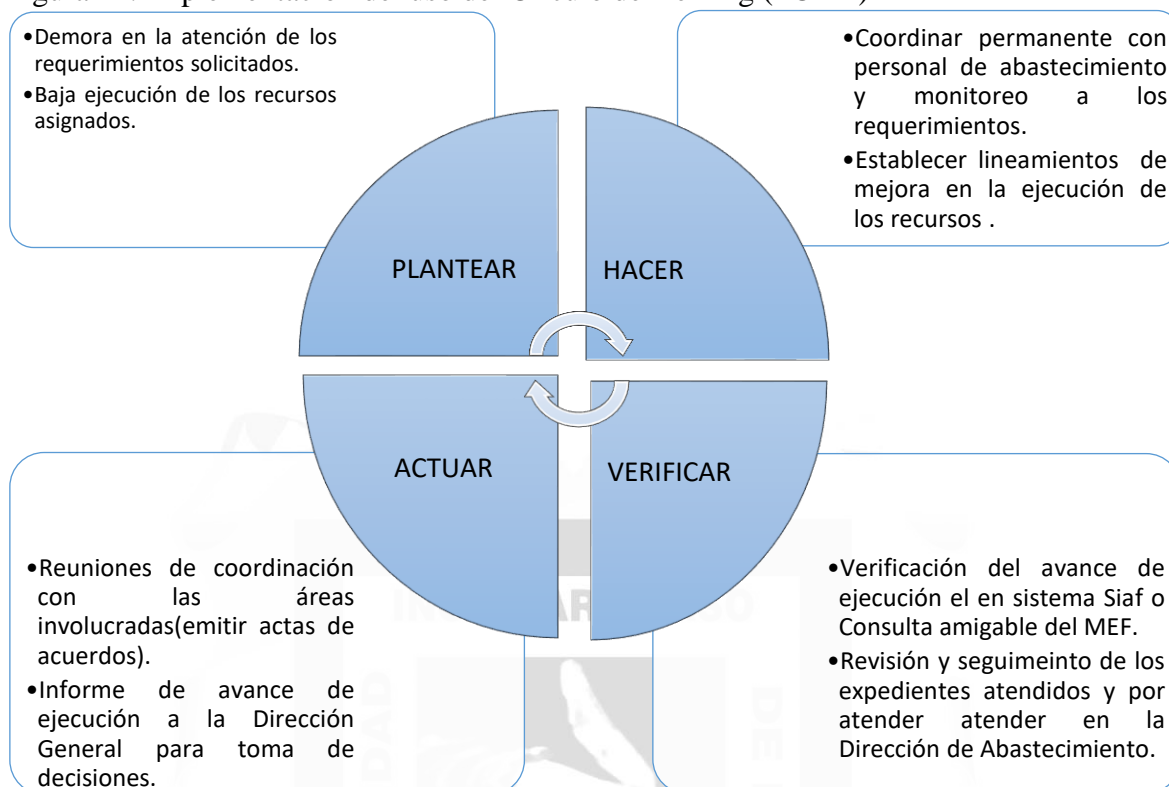 •Demora en la atención de los
requerimientos solicitados.
•Baja ejecución de los recursos
asignados.
•Coordinar permanente con
personal de abastecimiento
y monitoreo a los
requerimientos.
•Establecer lineamientos de
mejora en la ejecución de
los recursos .
PLANTEAR
HACER
ACTUAR
VERIFICAR
•Reuniones de coordinación
con las áreas
involucradas(emitir actas de
acuerdos).
•Informe de avance de
ejecución a la Dirección
General para toma de
decisiones.
•Verificación del avance de
ejecución el en sistema Siaf o
Consulta amigable del MEF.
•Revisión y seguimeinto de los
expedientes atendidos y por
atender atender en la
Dirección de Abastecimiento.